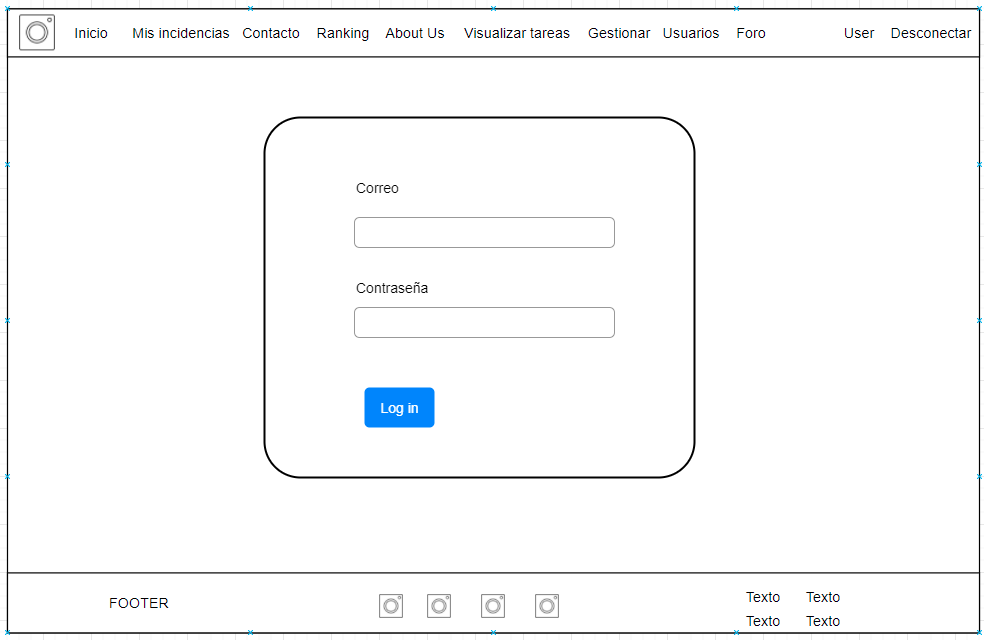 Inicio Mis incidencias Contacto Ranking About Us Visualizar tareas Gestionar Usuarios Foro User Desconectar
Correo
Contraseña
Log in
FOOTER
Texto Texto
Texto Texto